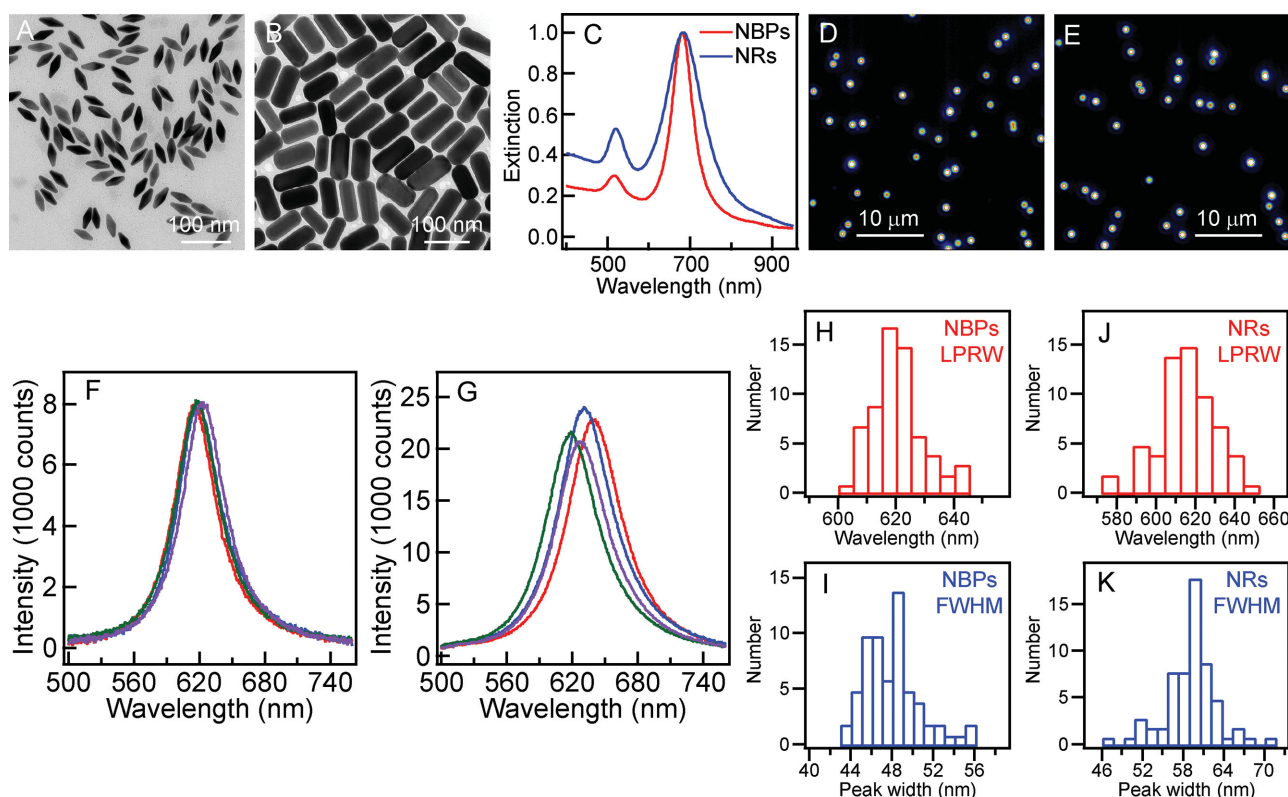 A
100 nm
B
100 nm
C
NBPs
NRs
1.0
0.8
0.6
0.4
0.2
0.0
Extinction
500 700 900
Wavelength (nm)
D
10 μm
E
10 μm
F
8
6
4
2
0
Intensity (1000 counts)
500 560 620 680 740
Wavelength (nm)
G
25
20
15
10
5
0
Intensity (1000 counts)
500 560 620 680 740
Wavelength (nm)
H
NBPs
LPRW
15
10
5
0
Number
600 620 640
Wavelength (nm)
J
NRs
LPRW
15
10
5
0
Number
580 600 620 640 660
Wavelength (nm)
I
NBPs
FWHM
15
10
5
0
Number
40 44 48 52 56
Peak width (nm)
K
NRs
FWHM
20
15
10
5
0
Number
46 52 58 64 70
Peak width (nm)